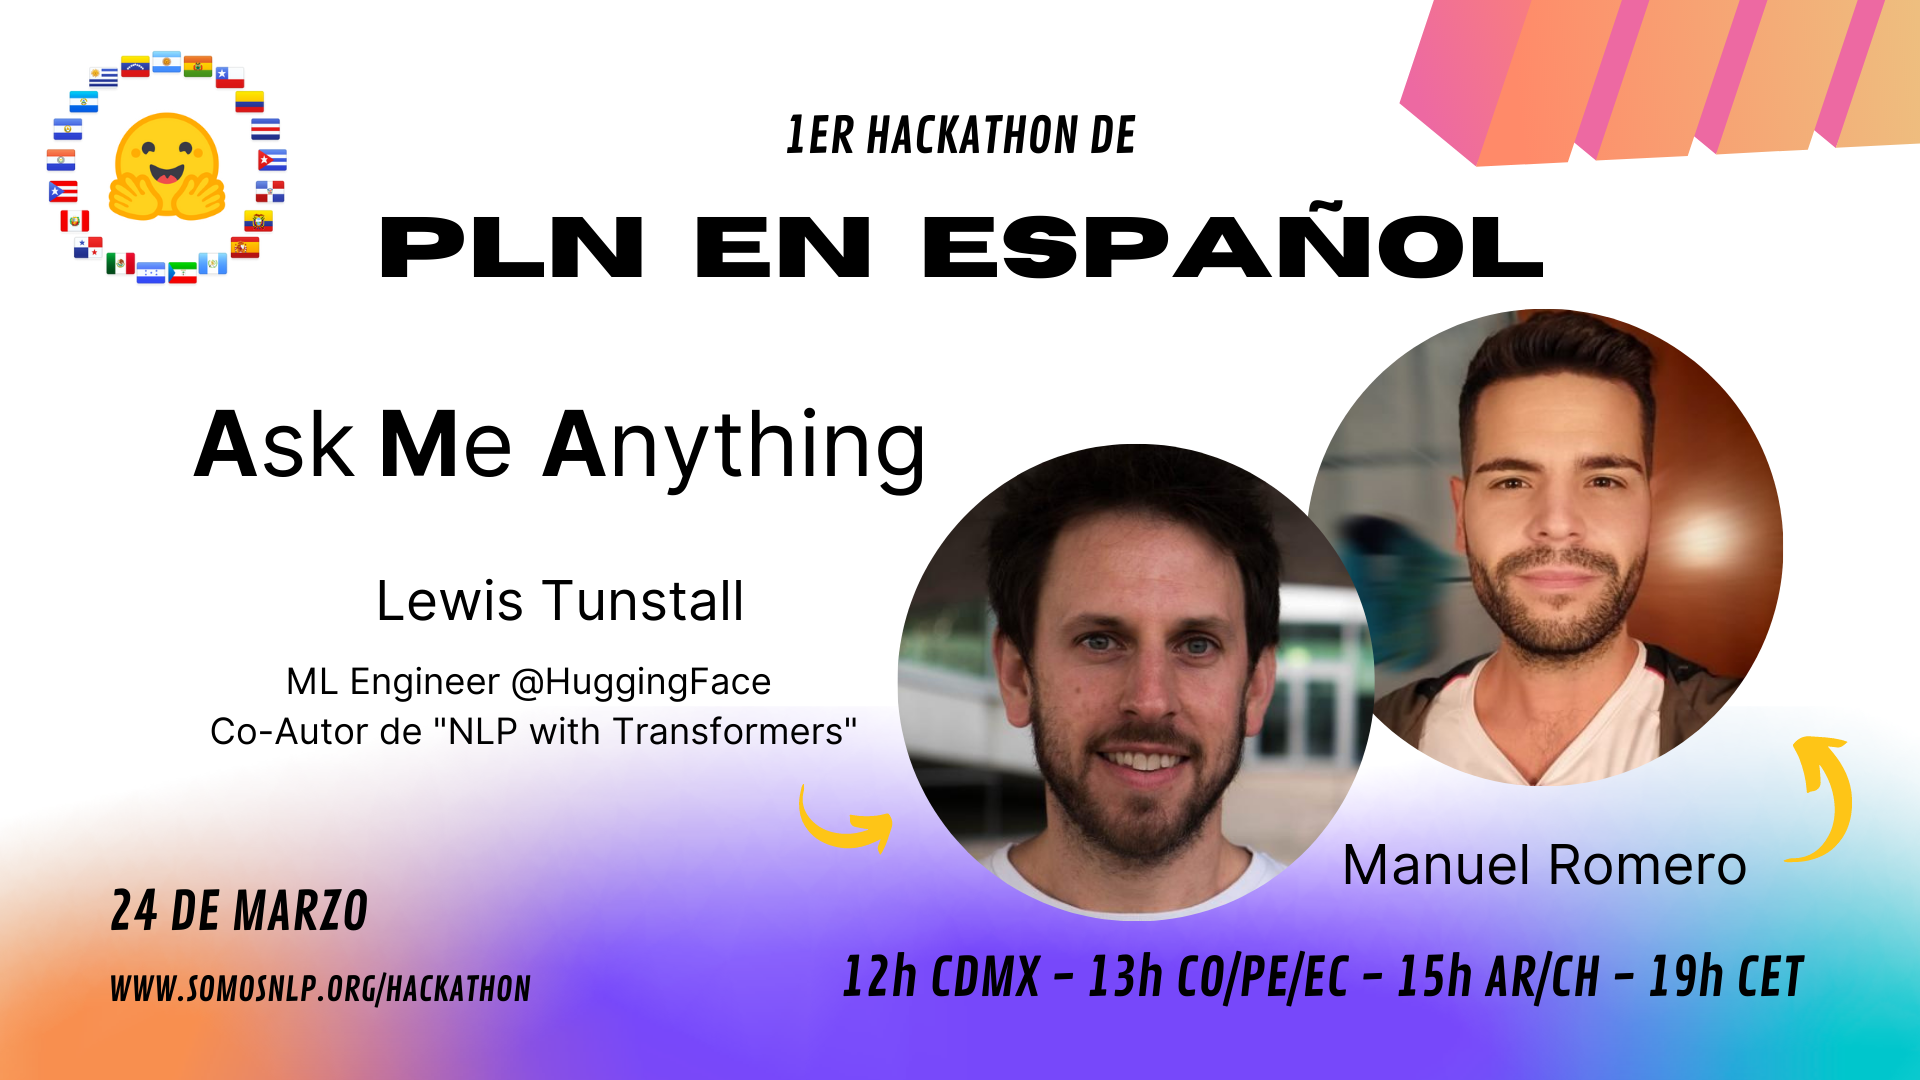 1ER HACKATHON DE
PLN EN ESPAÑOL
Ask Me Anything
Lewis Tunstall
ML Engineer @HuggingFace
Co-Autor de "NLP with Transformers"
Manuel Romero
24 DE MARZO
WWW.SOMOSNLP.ORG/HACKATHON
12h CDMX - 13h CO/PE/EC - 15h AR/CH - 19h CET